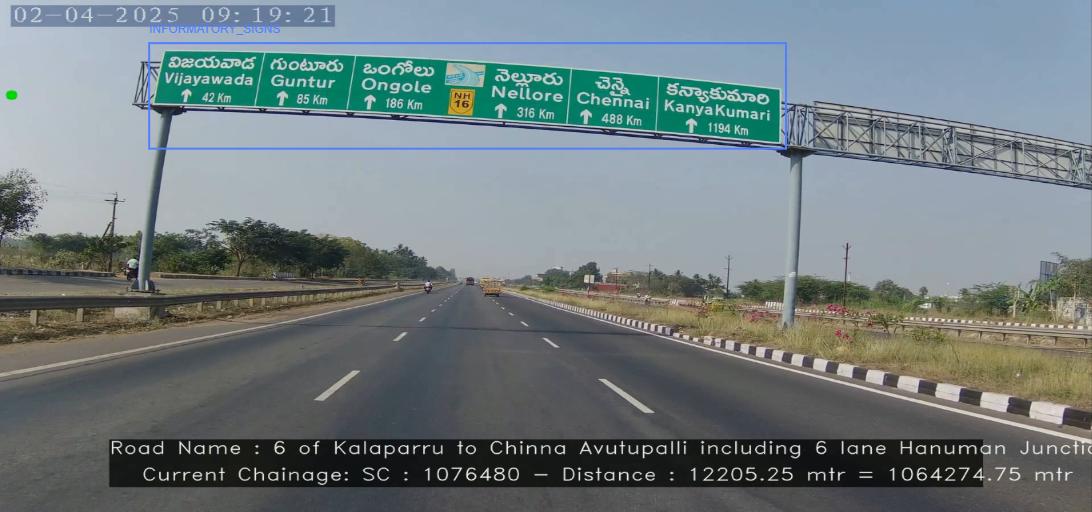 02-04-2025 09:19:21
INFORMATORY_SIGNS
విజయవాడ
Vijayawada
42 Km
గుంటూరు
Guntur
85 Km
ఒంగోలు
Ongole
186 Km
NH
16
నెల్లూరు
Nellore
316 Km
చెన్నై
Chennai
488 Km
కన్యాకుమారి
KanyaKumari
1194 Km
Road Name : 6 of Kalaparru to Chinna Avutupalli including 6 lane Hanuman Juncti
Current Chainage: SC : 1076480 - Distance : 12205.25 mtr = 1064274.75 mtr